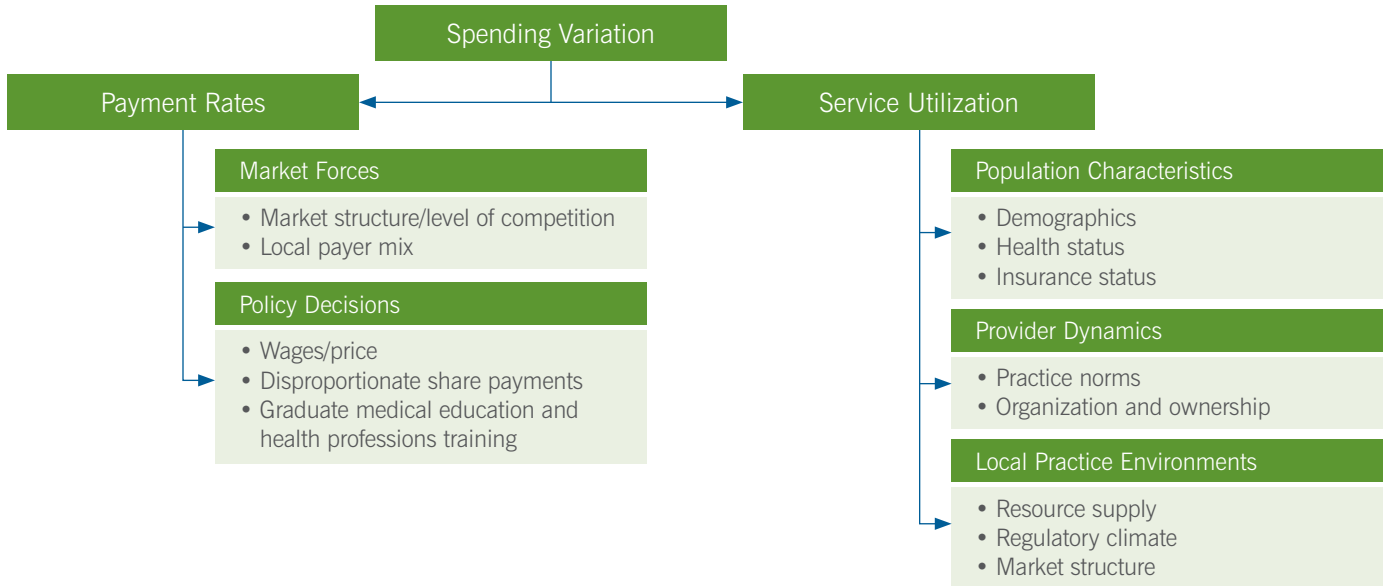 Spending Variation
Payment Rates
Market Forces
• Market structure/level of competition
• Local payer mix
Policy Decisions
• Wages/price
• Disproportionate share payments
• Graduate medical education and
health professions training
Service Utilization
Population Characteristics
• Demographics
• Health status
• Insurance status
Provider Dynamics
• Practice norms
• Organization and ownership
Local Practice Environments
• Resource supply
• Regulatory climate
• Market structure